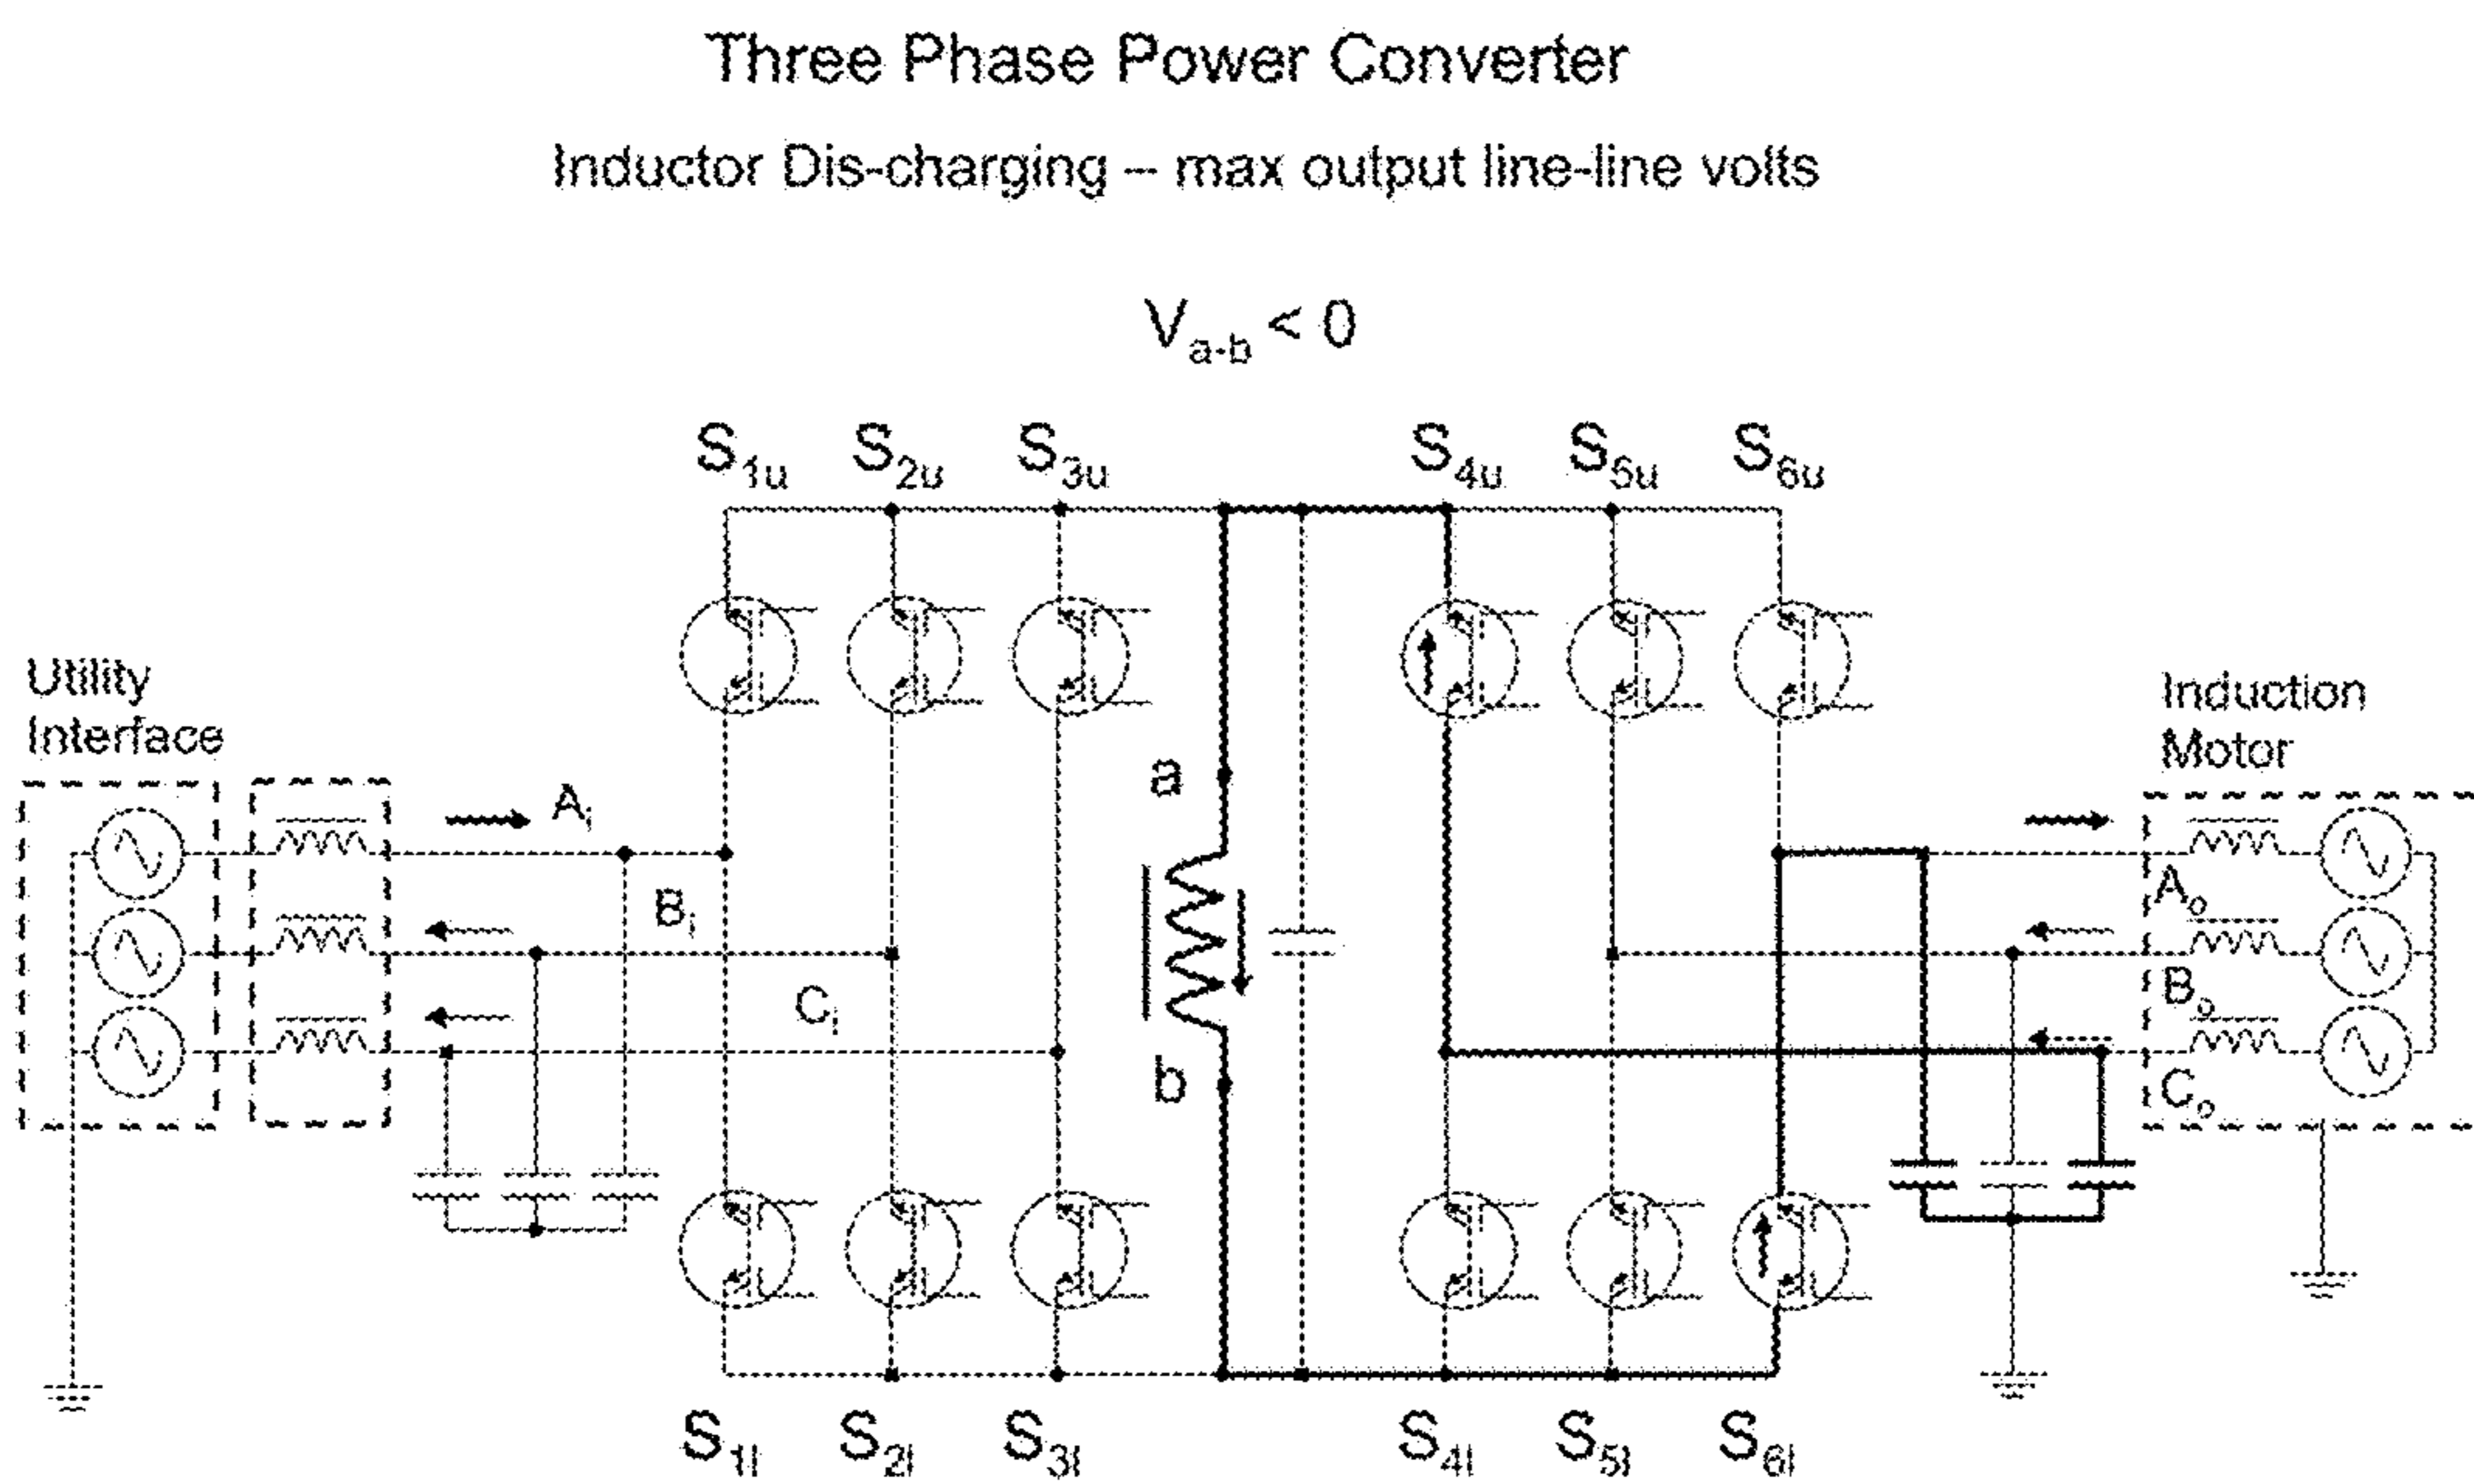 Three Phase Power Converter
Inductor Dis-charging – max output line-line volts
Va-b < 0
S1u S2u S3u S4u S5u S6u
Utility
Interface
Induction
Motor
a
Ai
Bi
Ao
Ci
Bo
b
Co
S1l S2l S3l S4l S5l S6l